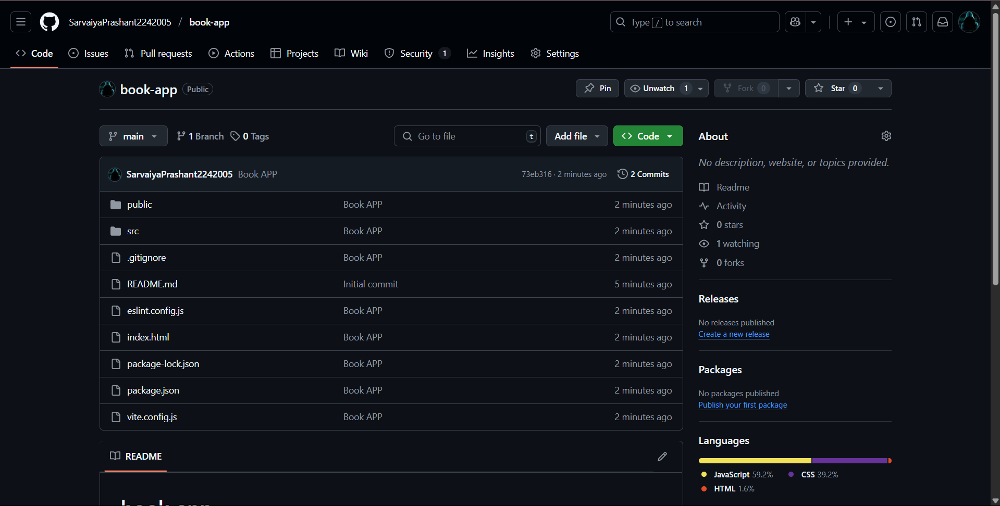 SarvaiyaPrashant2242005 / book-app
Type / to search
Code Issues Pull requests Actions Projects Wiki Security 1 Insights Settings
book-app Public
Pin Unwatch 1 Fork 0 Star 0
main 1 Branch 0 Tags
Go to file t Add file Code
SarvaiyaPrashant2242005 Book APP 73eb316 · 2 minutes ago 2 Commits
public Book APP 2 minutes ago
src Book APP 2 minutes ago
.gitignore Book APP 2 minutes ago
README.md Initial commit 5 minutes ago
eslint.config.js Book APP 2 minutes ago
index.html Book APP 2 minutes ago
package-lock.json Book APP 2 minutes ago
package.json Book APP 2 minutes ago
vite.config.js Book APP 2 minutes ago
README
book-app
About
No description, website, or topics provided.
Readme
Activity
0 stars
1 watching
0 forks
Releases
No releases published
Create a new release
Packages
No packages published
Publish your first package
Languages
JavaScript 59.2% CSS 39.2%
HTML 1.6%